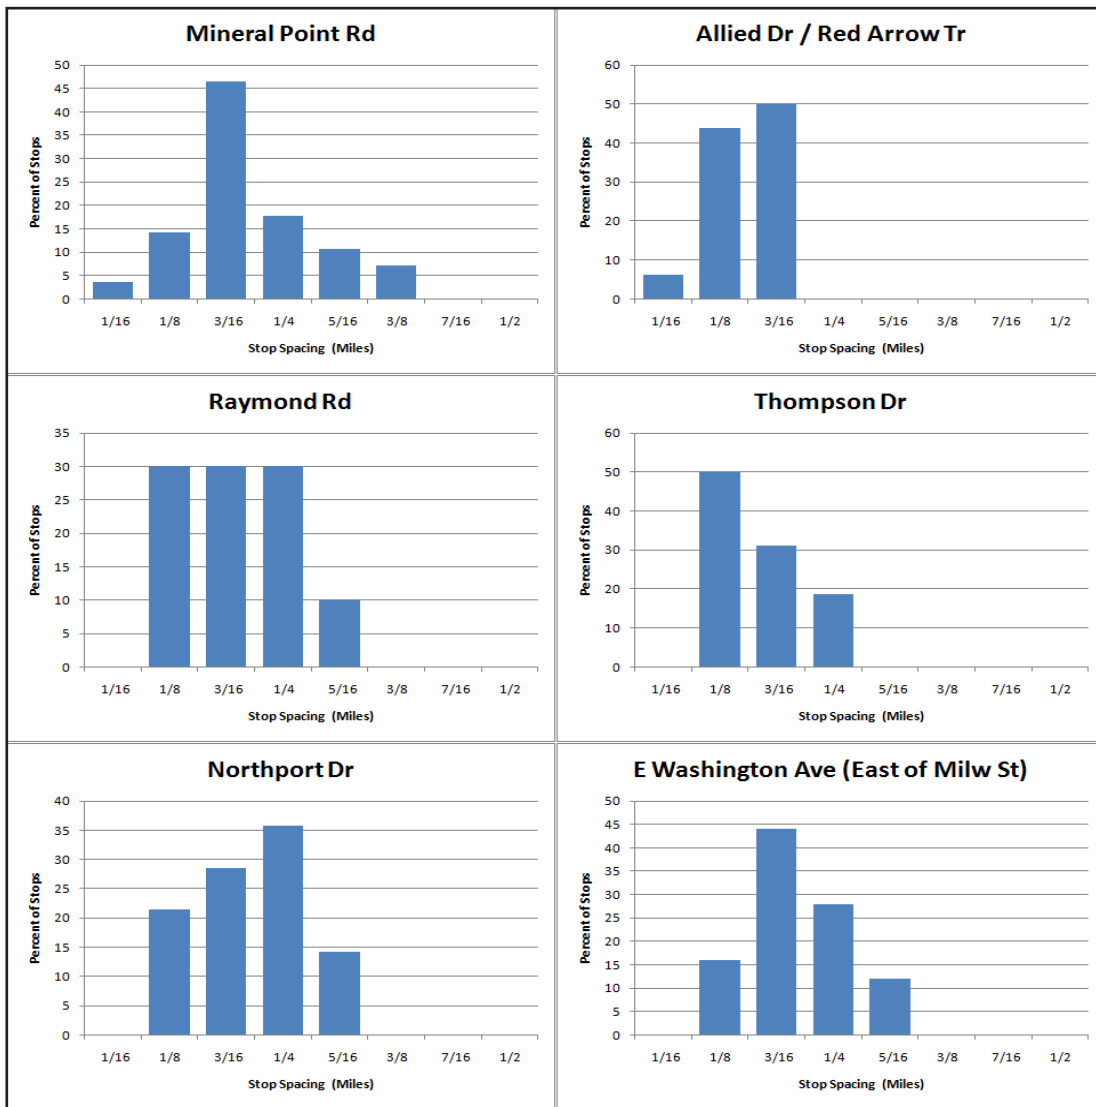 Mineral Point Rd
50
45
40
35
30
25
20
15
10
5
0
Percent of Stops
1/16 1/8 3/16 1/4 5/16 3/8 7/16 1/2
Stop Spacing (Miles)
Allied Dr / Red Arrow Tr
60
50
40
30
20
10
0
Percent of Stops
1/16 1/8 3/16 1/4 5/16 3/8 7/16 1/2
Stop Spacing (Miles)
Raymond Rd
35
30
25
20
15
10
5
0
Percent of Stops
1/16 1/8 3/16 1/4 5/16 3/8 7/16 1/2
Stop Spacing (Miles)
Thompson Dr
60
50
40
30
20
10
0
Percent of Stops
1/16 1/8 3/16 1/4 5/16 3/8 7/16 1/2
Stop Spacing (Miles)
Northport Dr
40
35
30
25
20
15
10
5
0
Percent of Stops
1/16 1/8 3/16 1/4 5/16 3/8 7/16 1/2
Stop Spacing (Miles)
E Washington Ave (East of Milw St)
50
45
40
35
30
25
20
15
10
5
0
Percent of Stops
1/16 1/8 3/16 1/4 5/16 3/8 7/16 1/2
Stop Spacing (Miles)